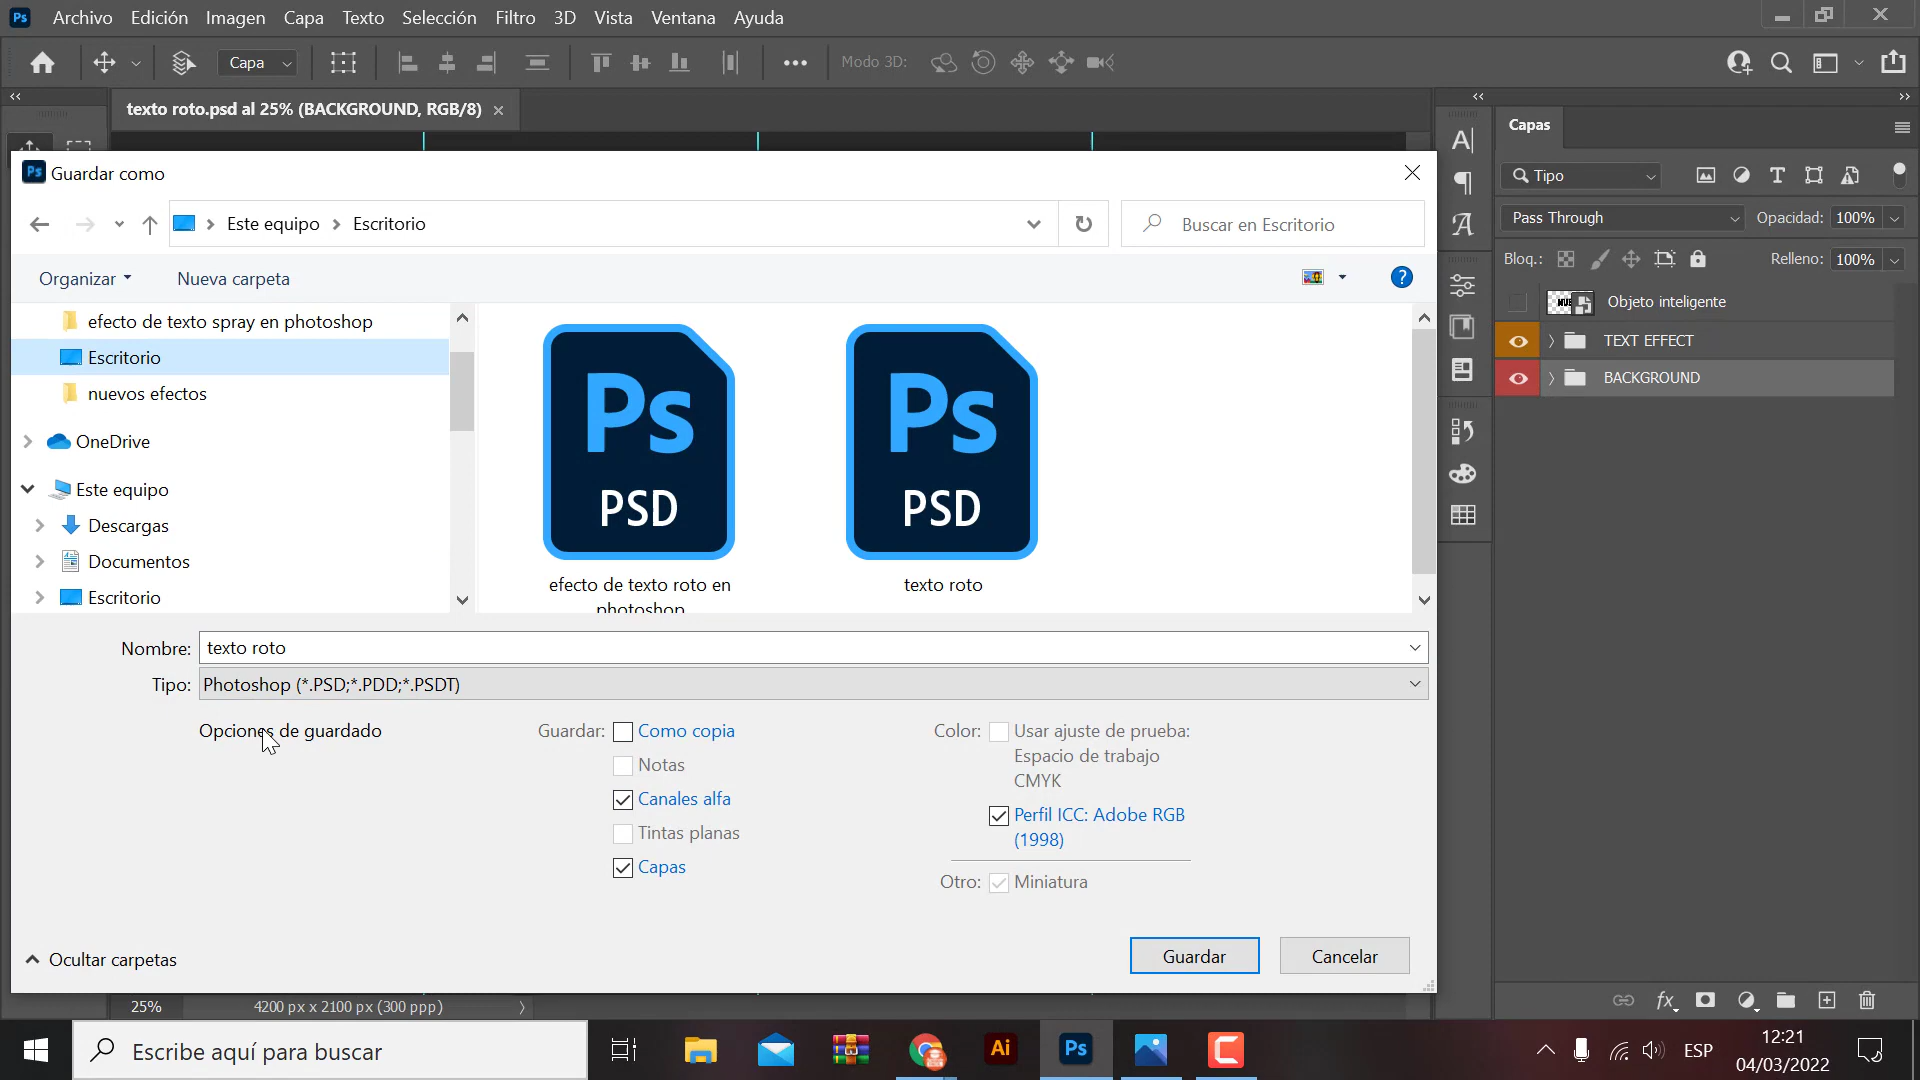 Ps Archivo Edición Imagen Capa Texto Selección Filtro 3D Vista Ventana Ayuda
Capa Modo 3D:
texto roto.psd al 25% (BACKGROUND, RGB/8)
Capas
Tipo
Pass Through Opacidad: 100%
Bloq.: Relleno: 100%
Objeto inteligente
TEXT EFFECT
BACKGROUND
Ps Guardar como
Este equipo Escritorio
Buscar en Escritorio
Organizar Nueva carpeta
efecto de texto spray en photoshop
Escritorio
nuevos efectos
OneDrive
Este equipo
Descargas
Documentos
Escritorio
Ps
PSD
efecto de texto roto en
photoshop
Ps
PSD
texto roto
Nombre: texto roto
Tipo: Photoshop (*.PSD;*.PDD;*.PSDT)
Opciones de guardado
Guardar: Como copia
Notas
Canales alfa
Tintas planas
Capas
Color: Usar ajuste de prueba:
Espacio de trabajo
CMYK
Perfil ICC: Adobe RGB
(1998)
Otro: Miniatura
Ocultar carpetas
Guardar Cancelar
25% 4200 px x 2100 px (300 ppp)
Escribe aquí para buscar
Ai
Ps
ESP
12:21
04/03/2022